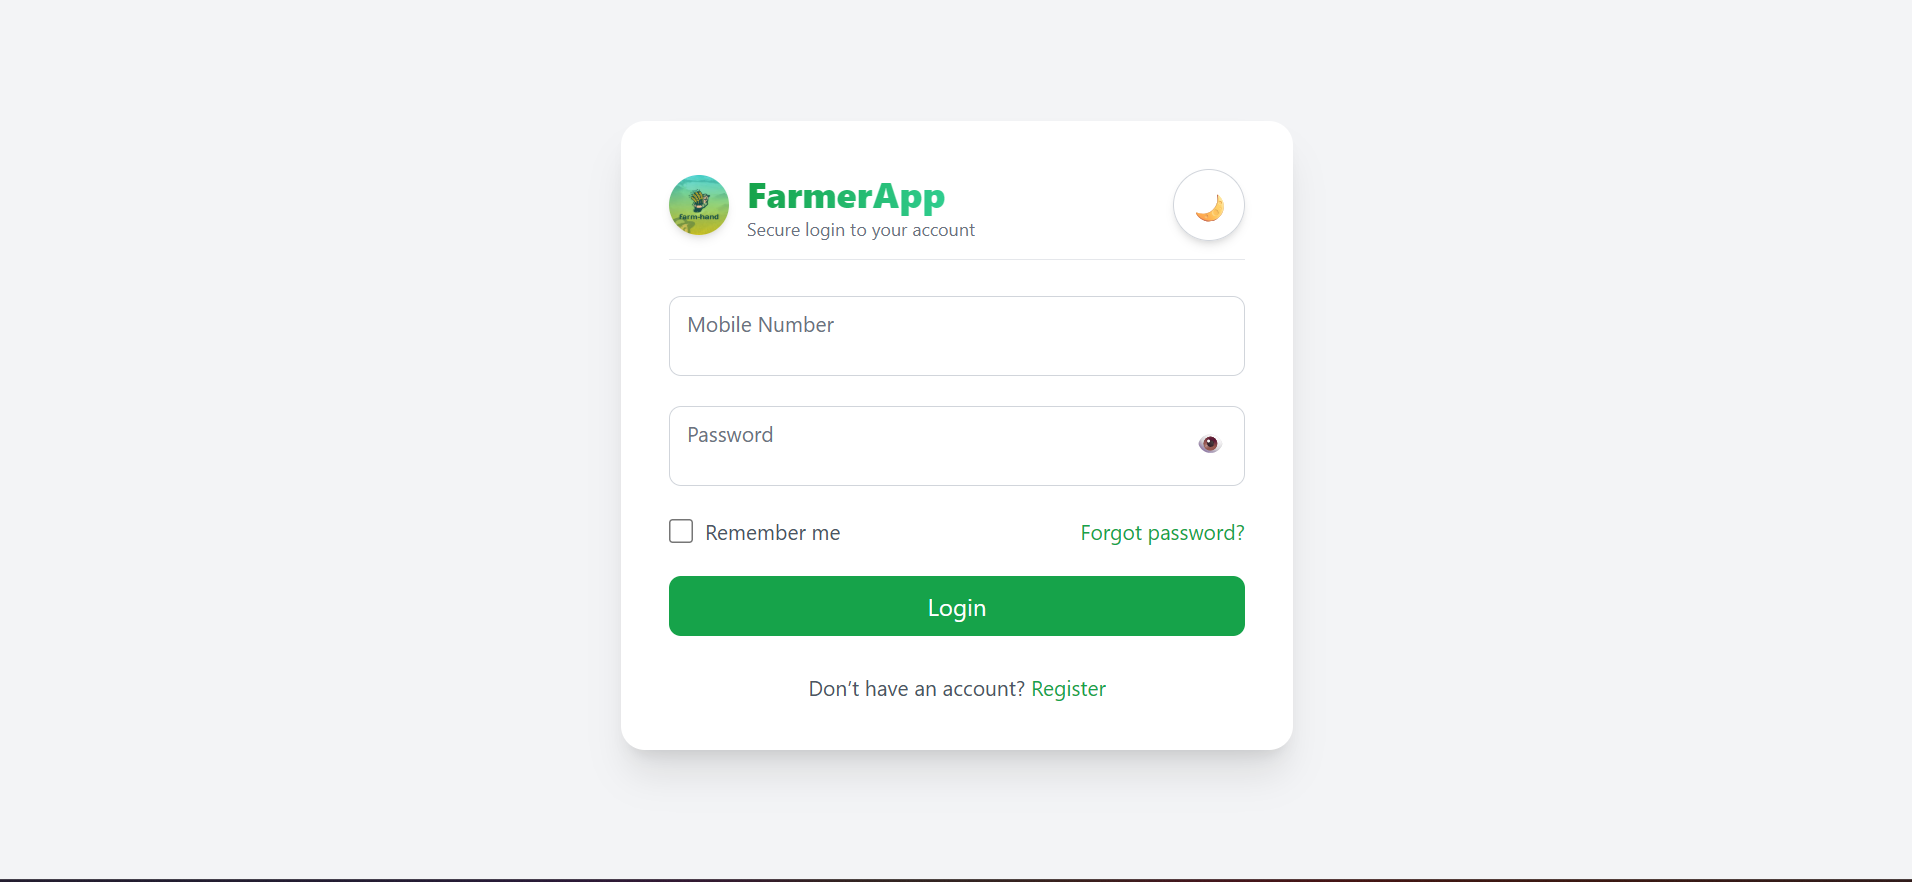 farm-hand
FarmerApp
Secure login to your account
Mobile Number
Password
Remember me
Forgot password?
Login
Don’t have an account? Register